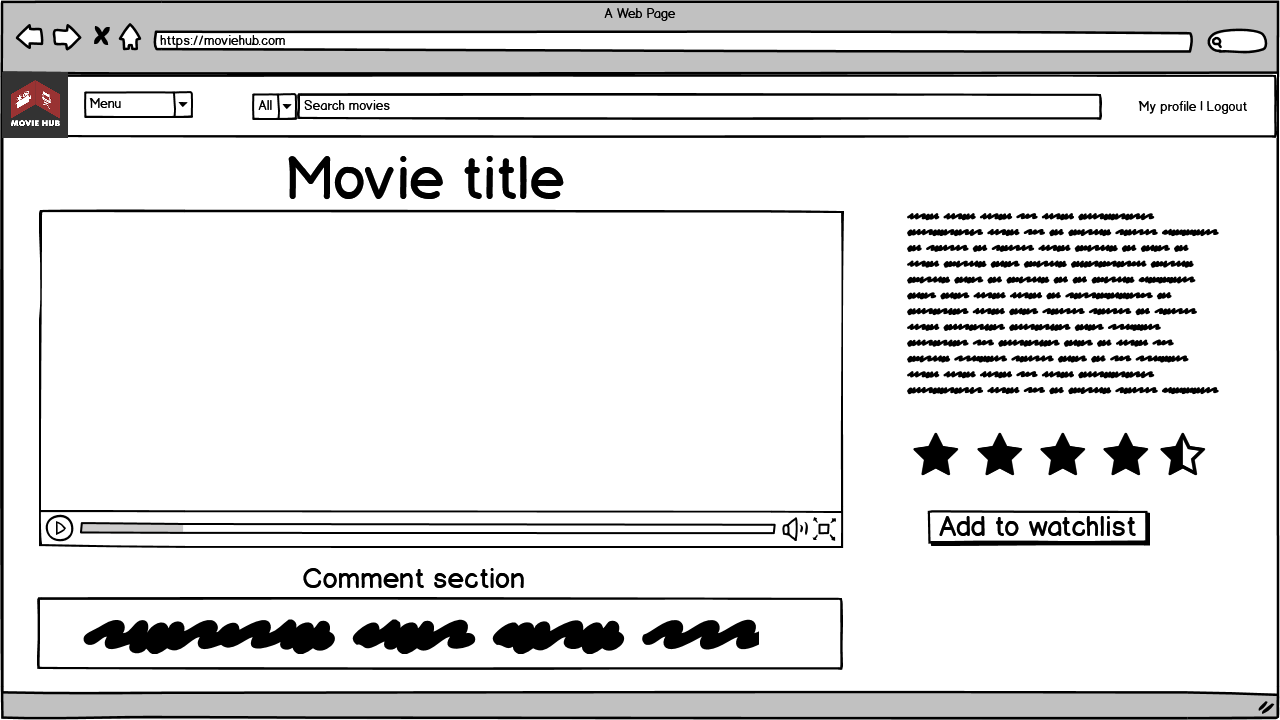 A Web Page
https://moviehub.com
MOVIE HUB
Menu
All
Search movies
My profile | Logout
Movie title
Add to watchlist
Comment section